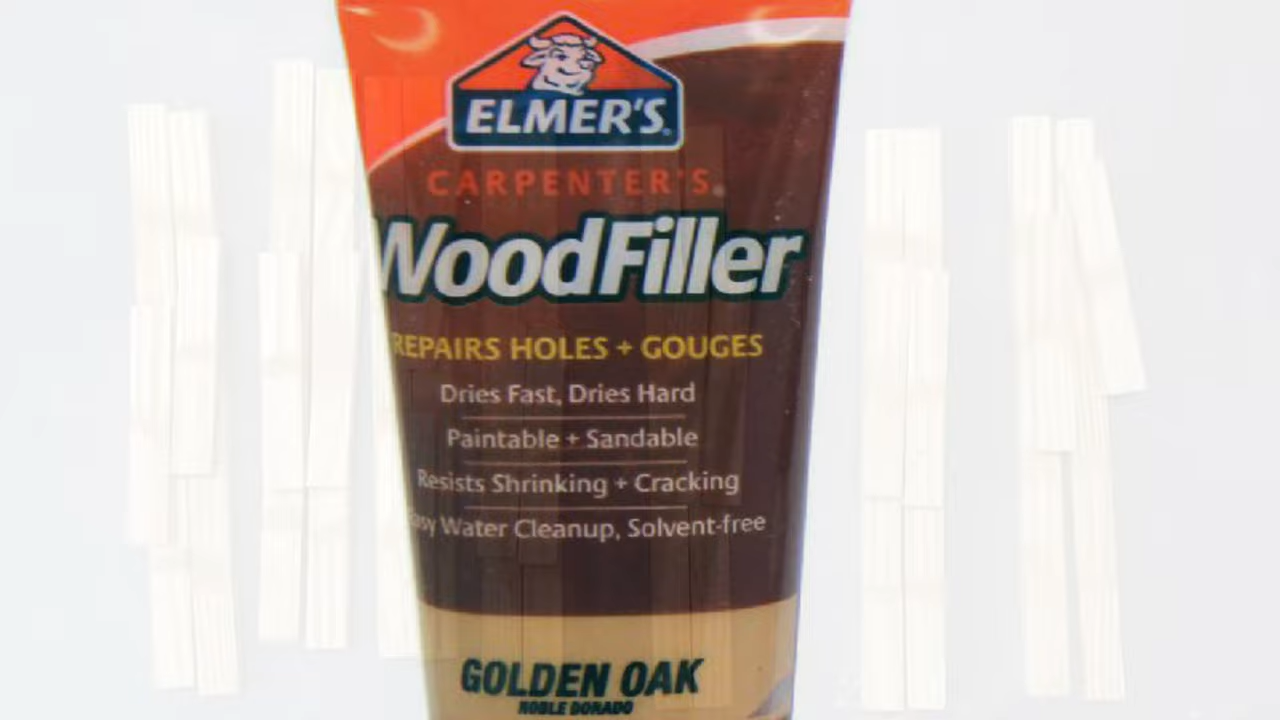 ELMER'S
CARPENTER'S
WoodFiller
REPAIRS HOLES + GOUGES
Dries Fast, Dries Hard
Paintable + Sandable
Resists Shrinking + Cracking
Water Cleanup, Solvent-free
GOLDEN OAK
ROBLE DORADO